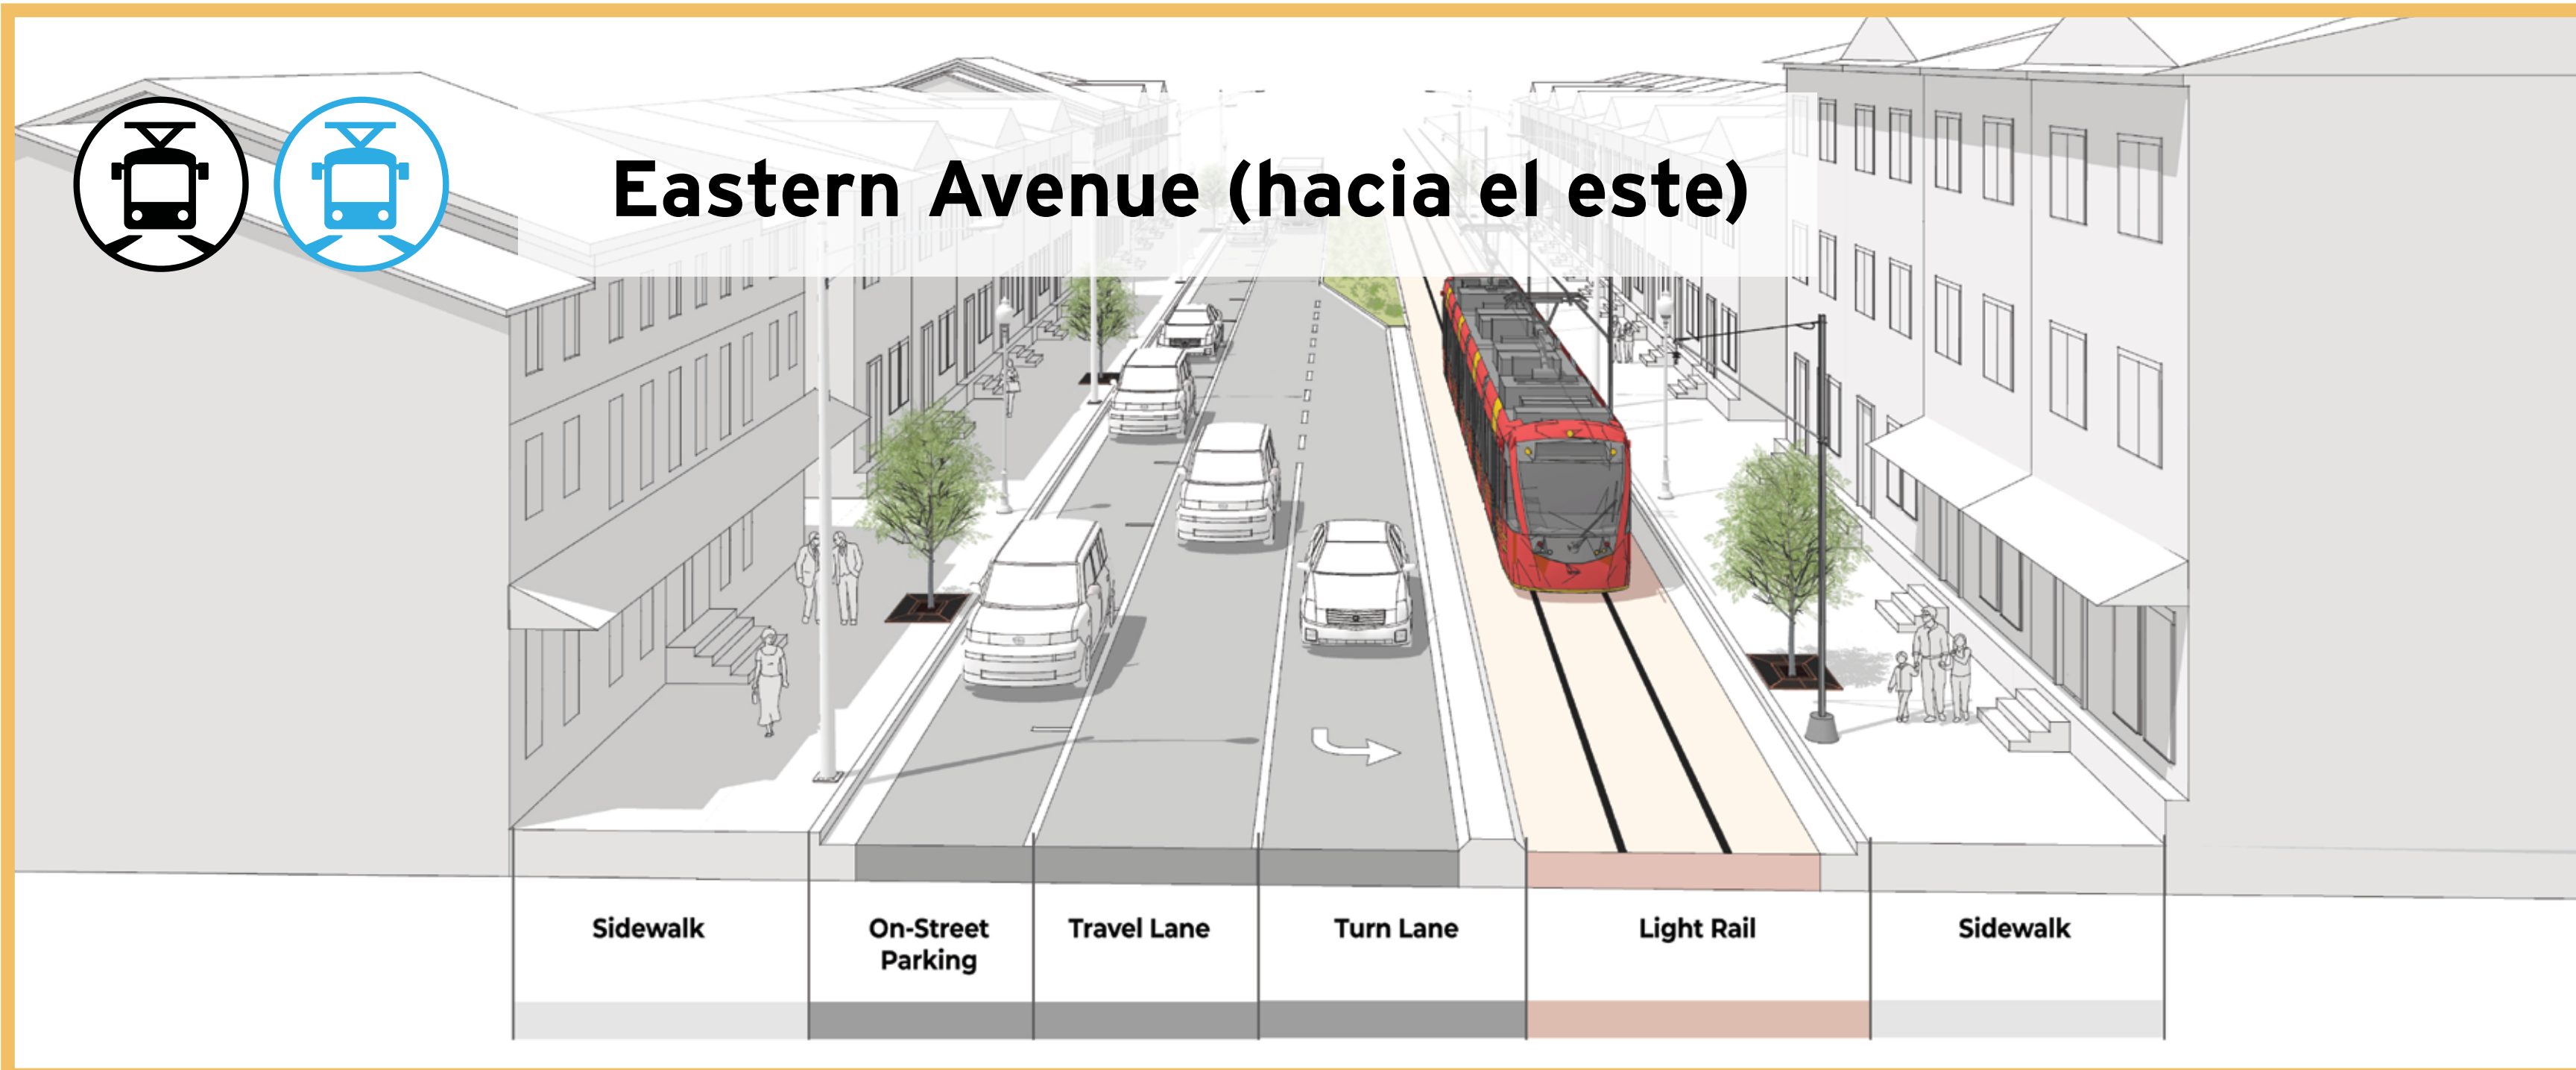 Eastern Avenue (hacia el este)
Sidewalk
On-Street
Parking
Travel Lane
Turn Lane
Light Rail
Sidewalk